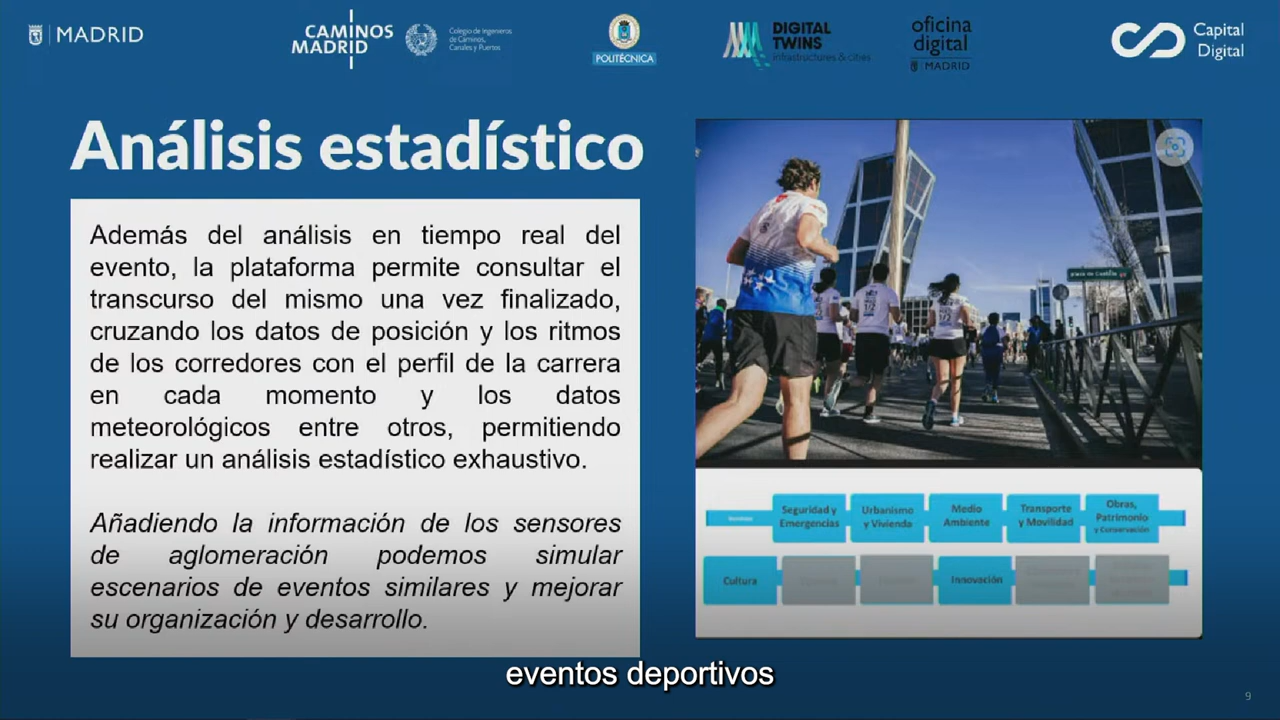 MADRID
CAMINOS
MADRID
Colegio de Ingenieros
de Caminos,
Canales y Puertos
POLITÉCNICA
DIGITAL
TWINS
infrastructures & cities
oficina
digital
MADRID
Capital
Digital
Análisis estadístico
Además del análisis en tiempo real del
evento, la plataforma permite consultar el
transcurso del mismo una vez finalizado,
cruzando los datos de posición y los ritmos
de los corredores con el perfil de la carrera
en cada momento y los datos
meteorológicos entre otros, permitiendo
realizar un análisis estadístico exhaustivo.
Añadiendo la información de los sensores
de aglomeración podemos simular
escenarios de eventos similares y mejorar
su organización y desarrollo.
Seguridad y
Emergencias
Urbanismo
y Vivienda
Medio
Ambiente
Transporte
y Movilidad
Obras,
Patrimonio
y Conservación
Cultura
Innovación
eventos deportivos
9